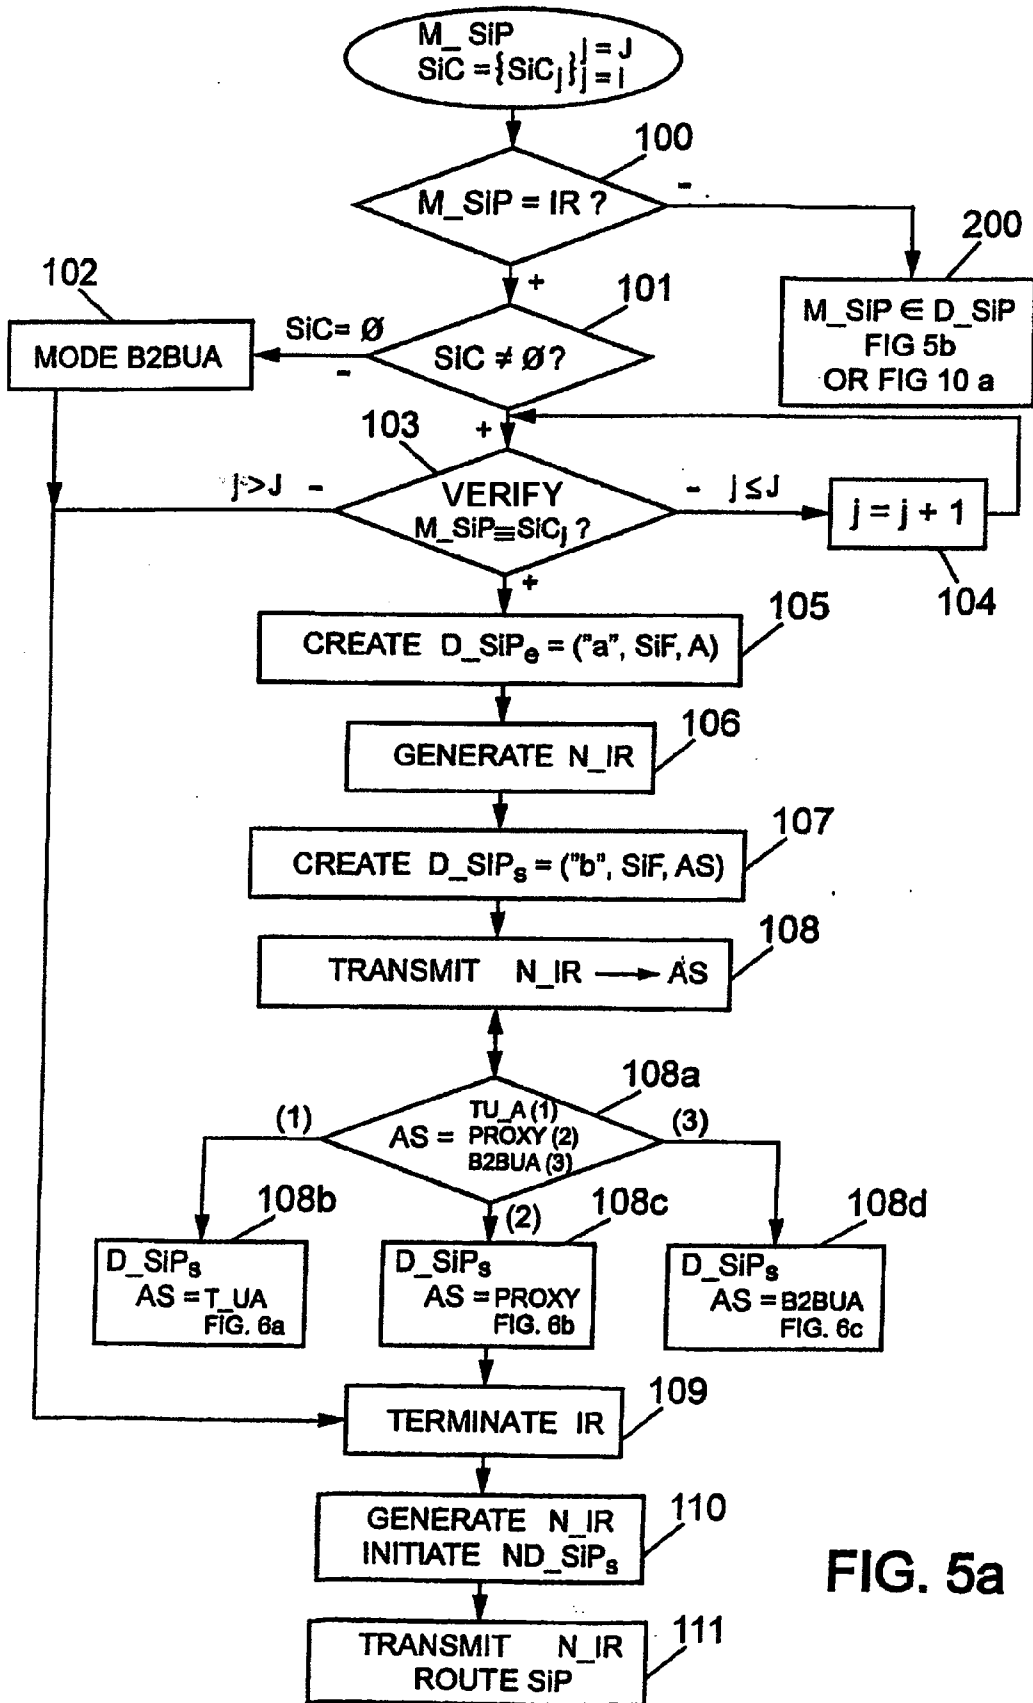 M_ SiP
SiC = {SiCj} j = J j = I
100
M_SiP = IR ?
-
200
M_SiP ∈ D_SiP
FIG 5b
OR FIG 10 a
+
101
102
SiC= Ø
SiC ≠ Ø ?
-
MODE B2BUA
+
103
j>J -
VERIFY
M_SiP≡SiCj ?
- j≤J
j = j + 1
104
+
105
CREATE D_SiPe = ("a", SiF, A)
106
GENERATE N_IR
107
CREATE D_SIPs = ("b", SiF, AS)
108
TRANSMIT N_IR → AS
108a
(1)
AS =
TU_A (1)
PROXY (2)
B2BUA (3)
(3)
108b
(2)
108c
108d
D_SiPs
AS = T_UA
FIG. 6a
D_SiPs
AS = PROXY
FIG. 6b
D_SiPs
AS = B2BUA
FIG. 6c
109
TERMINATE IR
110
GENERATE N_IR
INITIATE ND_SiPs
111
TRANSMIT N_IR
ROUTE SiP
FIG. 5a